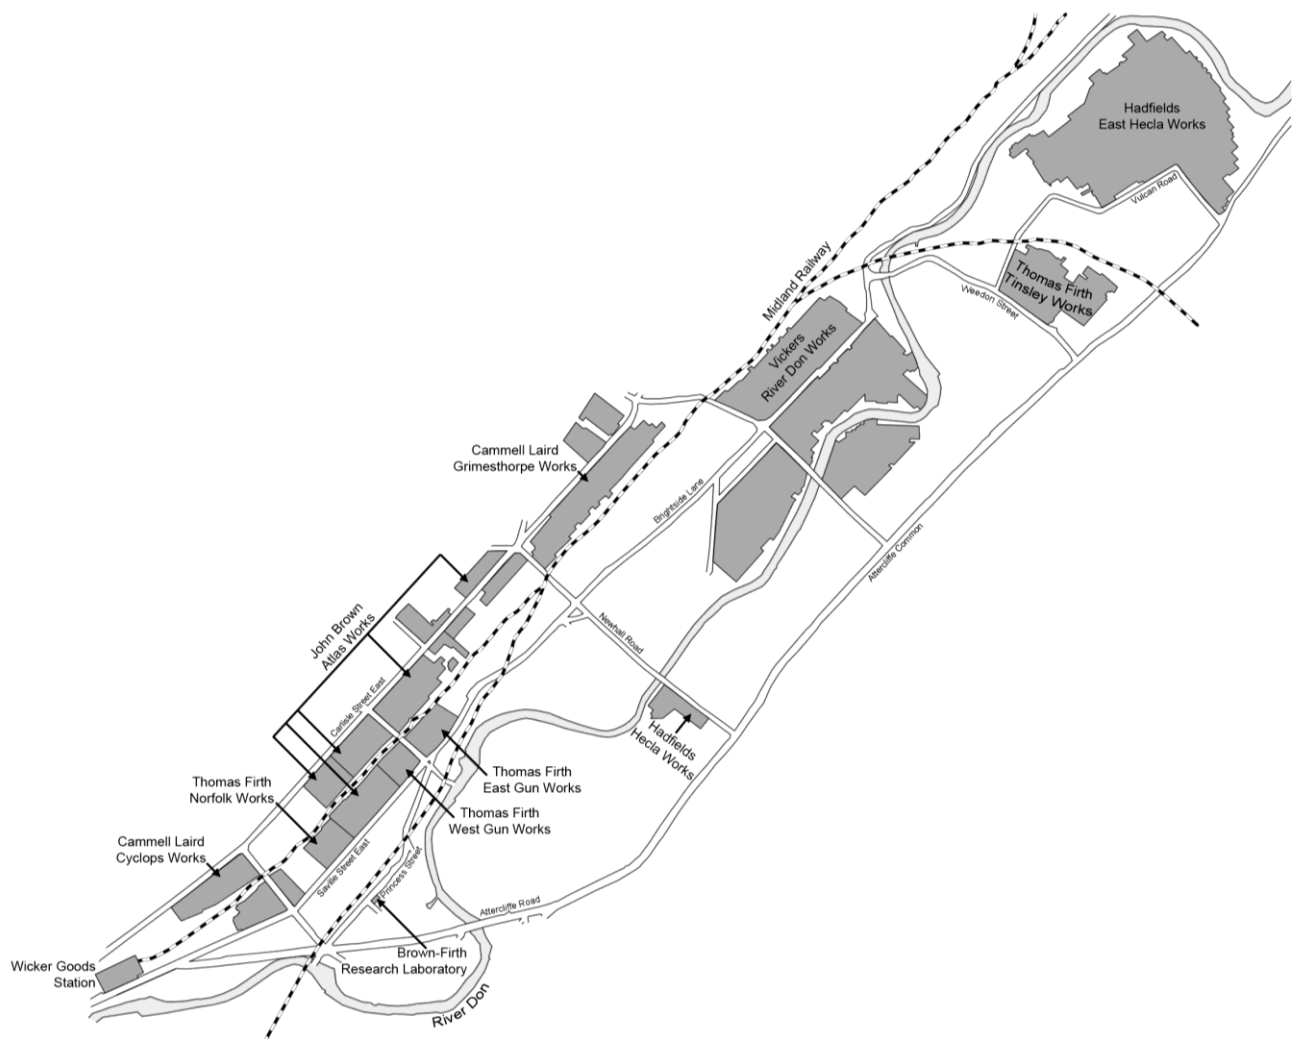 Hadfields
East Hecla Works
Vulcan Road
Midland Railway
Thomas Firth
Tinsley Works
Weedon Street
Vickers
River Don Works
Cammell Laird
Grimesthorpe Works
Brightside Lane
Attercliffe Common
John Brown
Atlas Works
Newhall Road
Carlisle Street East
Hadfields
Hecla Works
Thomas Firth
Norfolk Works
Thomas Firth
East Gun Works
Thomas Firth
West Gun Works
Cammell Laird
Cyclops Works
Saville Street East
Princess Street
Attercliffe Road
Brown-Firth
Research Laboratory
Wicker Goods
Station
River Don